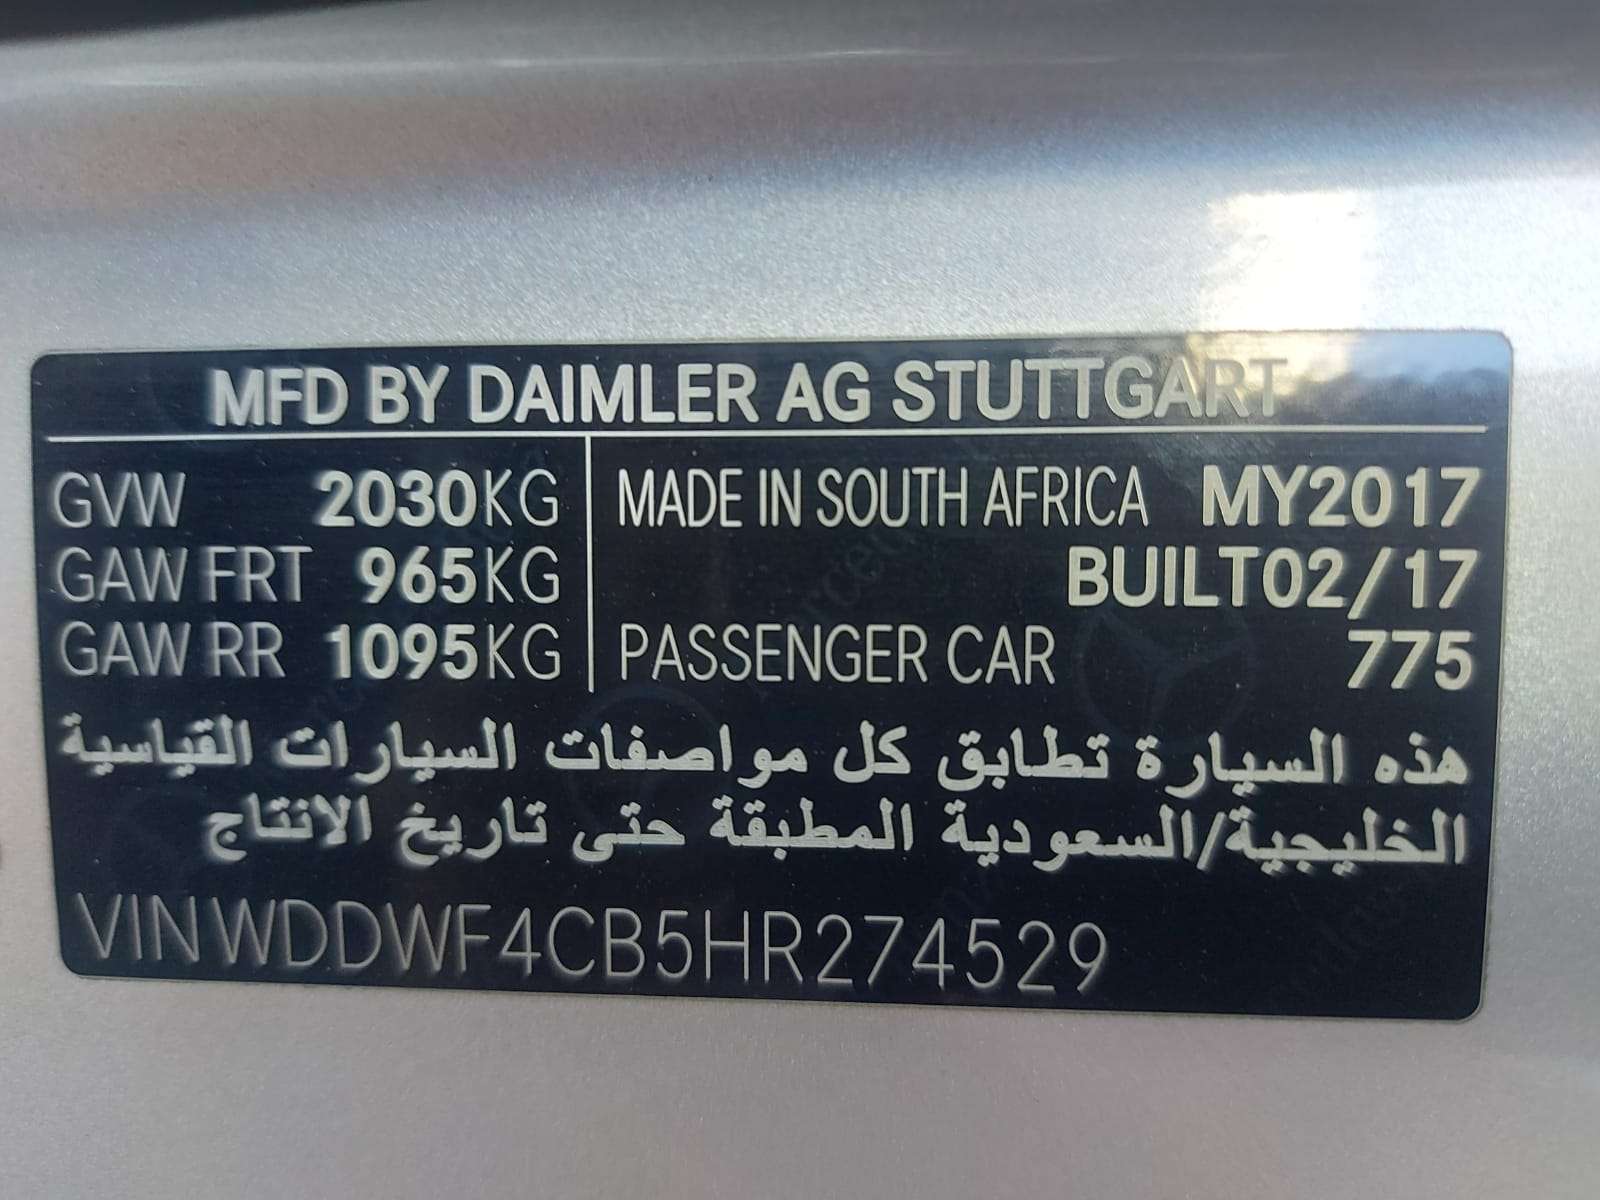 MFD BY DAIMLER AG STUTTGART
GVW 2030KG MADE IN SOUTH AFRICA MY2017
GAW FRT 965KG BUILT02/17
GAW RR 1095KG PASSENGER CAR 775
هذه السيارة تطابق كل مواصفات السيارات القياسية
الخليجية/السعودية المطبقة حتى تاريخ الانتاج
VIN WDDWF4CB5HR274529